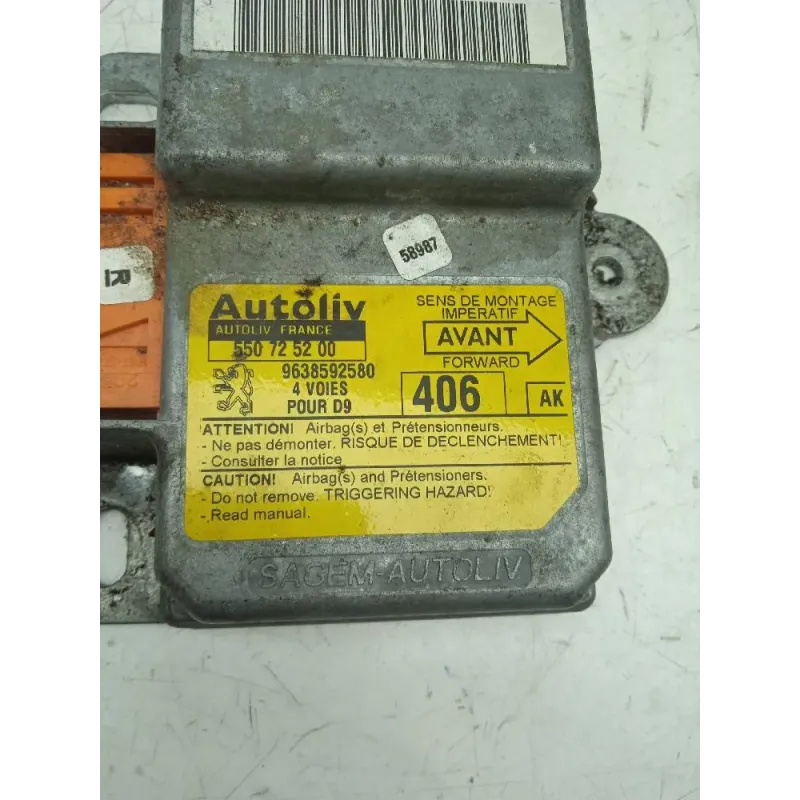 58987
R
Autoliv
AUTOLIV FRANCE
550 72 52 00
9638592580
4 VOIES
POUR D9
SENS DE MONTAGE
IMPERATIF
AVANT
FORWARD
406
AK
ATTENTION! Airbag(s) et Prétensionneurs.
- Ne pas démonter. RISQUE DE DECLENCHEMENT!
- Consulter la notice
CAUTION! Airbag(s) and Prétensioners.
- Do not remove. TRIGGERING HAZARD!
- Read manual.
SAGEM-AUTOLIV